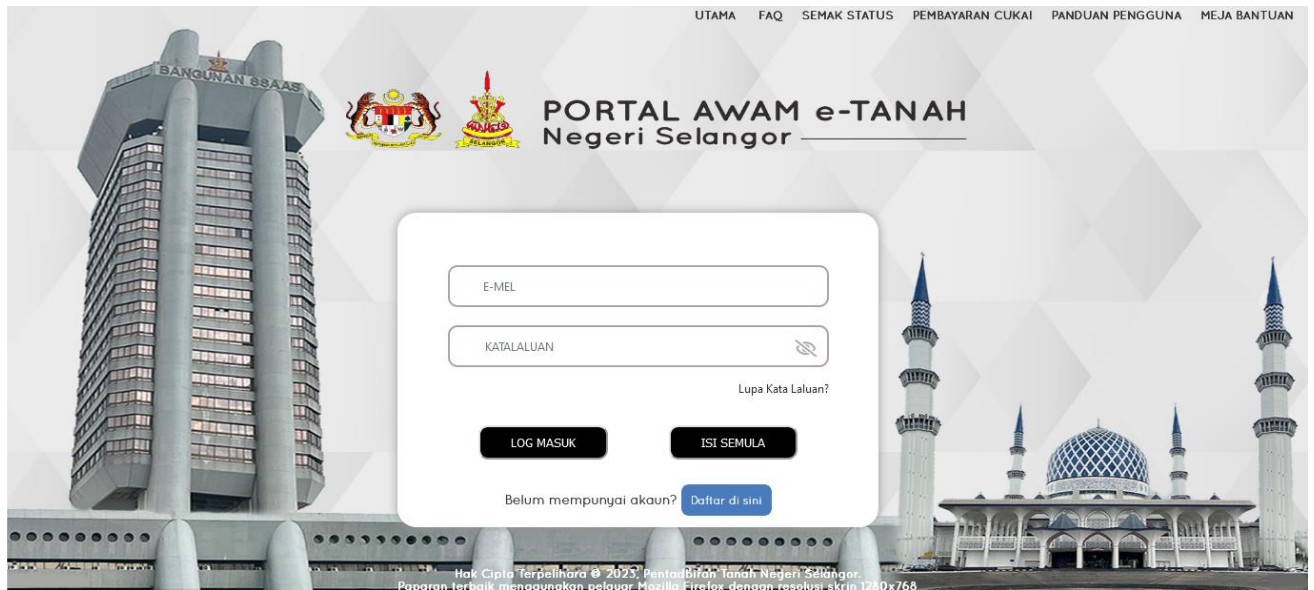 UTAMA FAQ SEMAK STATUS PEMBAYARAN CUKAI PANDUAN PENGGUNA MEJA BANTUAN
BANGUNAN SSAAS
SELANGOR
PORTAL AWAM e-TANAH
Negeri Selangor
E-MEL
KATALALUAN
Lupa Kata Laluan?
LOG MASUK ISI SEMULA
Belum mempunyai akaun? Daftar di sini
Hak Cipta Terpelihara @ 2023, Pentadbiran Tanah Negeri Selangor.
Paparan terbaik menggunakan pelayar Mozilla Firefox dengan resolusi skrin 1280x768